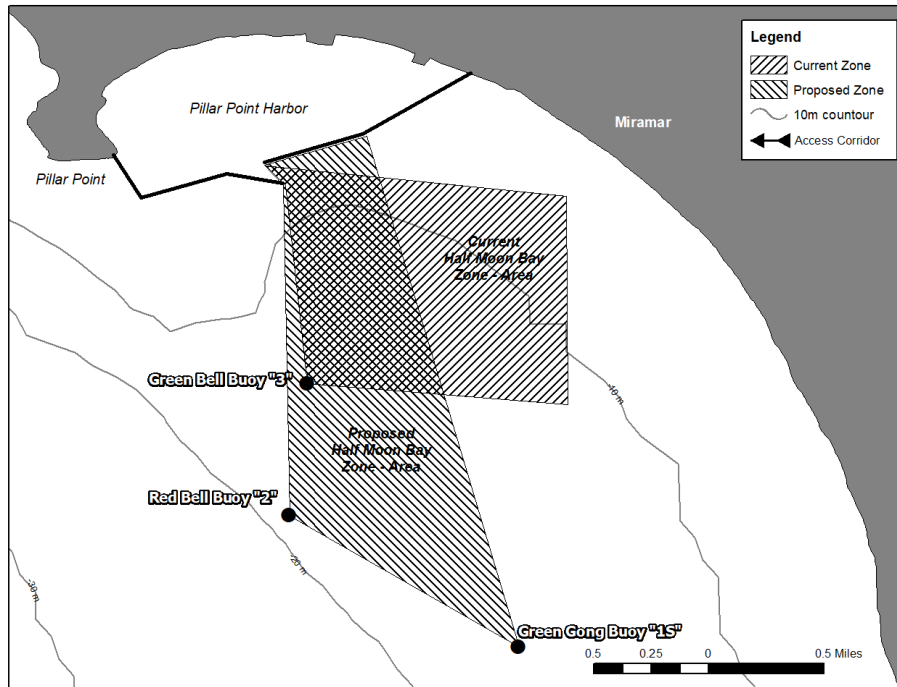 Legend
Current Zone
Proposed Zone
10m countour
Access Corridor
Pillar Point Harbor
Miramar
Pillar Point
Current
Half Moon Bay
Zone - Area
Green Bell Buoy "3"
-10 m
Proposed
Half Moon Bay
Zone - Area
Red Bell Buoy "2"
-20 m
-30 m
Green Gong Buoy "1S"
0.5 0.25 0 0.5 Miles